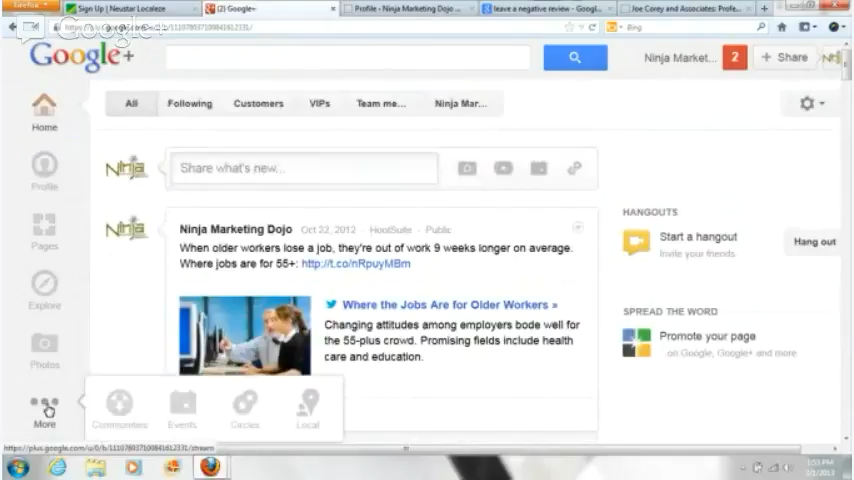 Firefox
Sign Up | Neustar Localeze
(2) Google+
Profile - Ninja Marketing Dojo
leave a negative review - Googl...
Joe Corey and Associates: Profe...
Bing
Google+
Ninja Market...
2
+ Share
All
Following
Customers
VIPs
Team me...
Ninja Mar...
Home
Profile
Pages
Explore
Photos
More
Share what's new...
Ninja Marketing Dojo Oct 22, 2012 - HootSuite - Public
When older workers lose a job, they're out of work 9 weeks longer on average.
Where jobs are for 55+: http://t.co/nRpuyMBm
Where the Jobs Are for Older Workers »
Changing attitudes among employers bode well for
the 55-plus crowd. Promising fields include health
care and education.
HANGOUTS
Start a hangout
Invite your friends.
Hang out
SPREAD THE WORD
Promote your page
on Google, Google+ and more
Communities
Events
Circles
Local
1:53 PM